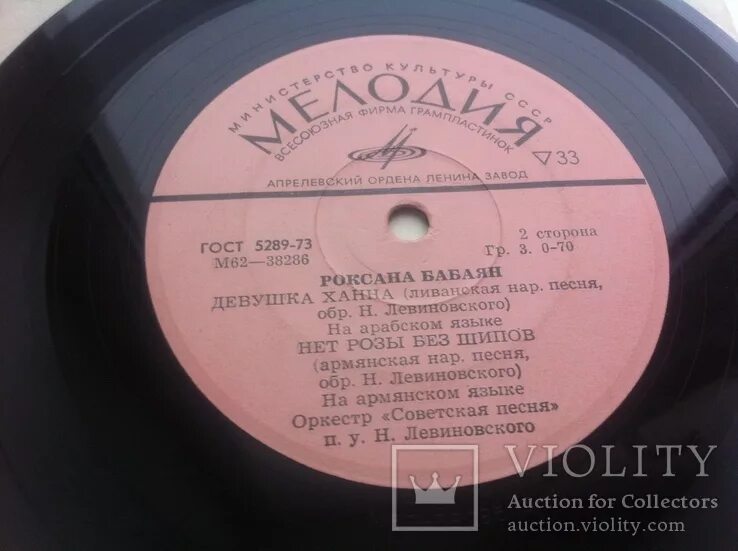 МИНИСТЕРСТВО КУЛЬТУРЫ СССР
МЕЛОДИЯ
ВСЕСОЮЗНАЯ ФИРМА ГРАМПЛАСТИНОК
▽33
АПРЕЛЕВСКИЙ ОРДЕНА ЛЕНИНА ЗАВОД
ГОСТ 5289-73
М62—38286
2 сторона
Гр. 3. 0-70
РОКСАНА БАБАЯН
ДЕВУШКА ХАННА (ливанская нар. песня,
обр. Н. Левиновского)
На арабском языке
НЕТ РОЗЫ БЕЗ ШИПОВ
(армянская нар. песня,
обр. Н. Левиновского)
На армянском языке
Оркестр «Советская песня»
п. у. Н. Левиновского
VIOLITY
Auction for Collectors
auction.violity.com